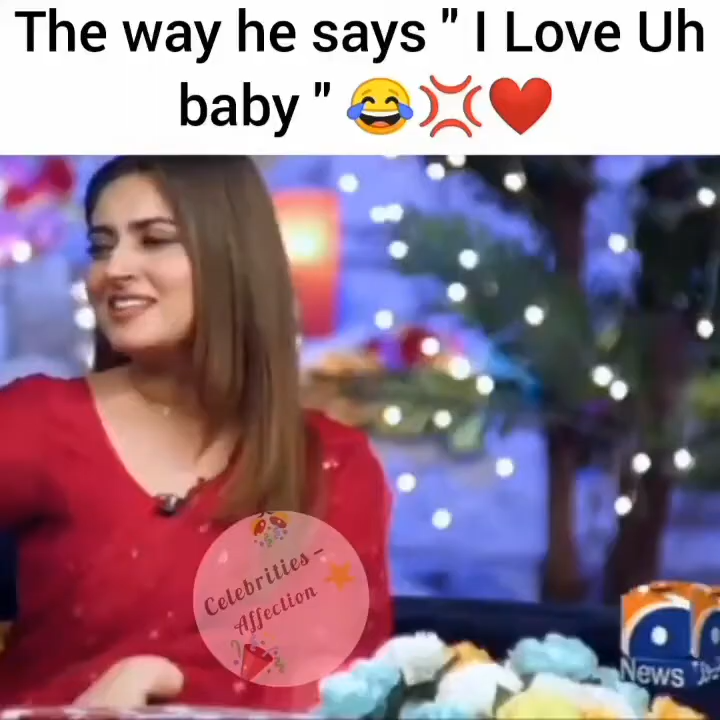 The way he says " I Love Uh
baby " 😂💢❤️
Celebrities -
Affection
News